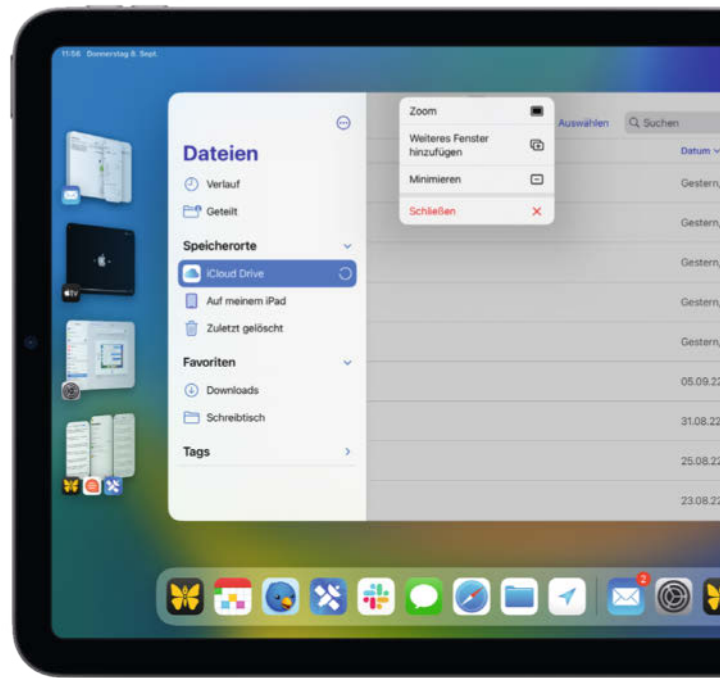 11:56 Donnerstag 8. Sept.
Dateien
Verlauf
Geteilt
Speicherorte
iCloud Drive
Auf meinem iPad
Zuletzt gelöscht
Favoriten
Downloads
Schreibtisch
Tags
Zoom
Weiteres Fenster
hinzufügen
Minimieren
Schließen
Auswählen
Suchen
Datum
Gestern,
Gestern,
Gestern,
Gestern,
Gestern,
05.09.22
31.08.22
25.08.22
23.08.22
tv
2